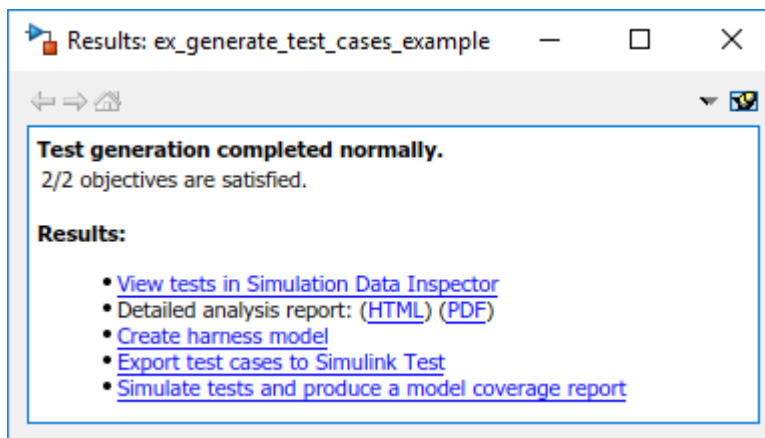 Results: ex_generate_test_cases_example
Test generation completed normally.
2/2 objectives are satisfied.
Results:
• View tests in Simulation Data Inspector
• Detailed analysis report: (HTML) (PDF)
• Create harness model
• Export test cases to Simulink Test
• Simulate tests and produce a model coverage report